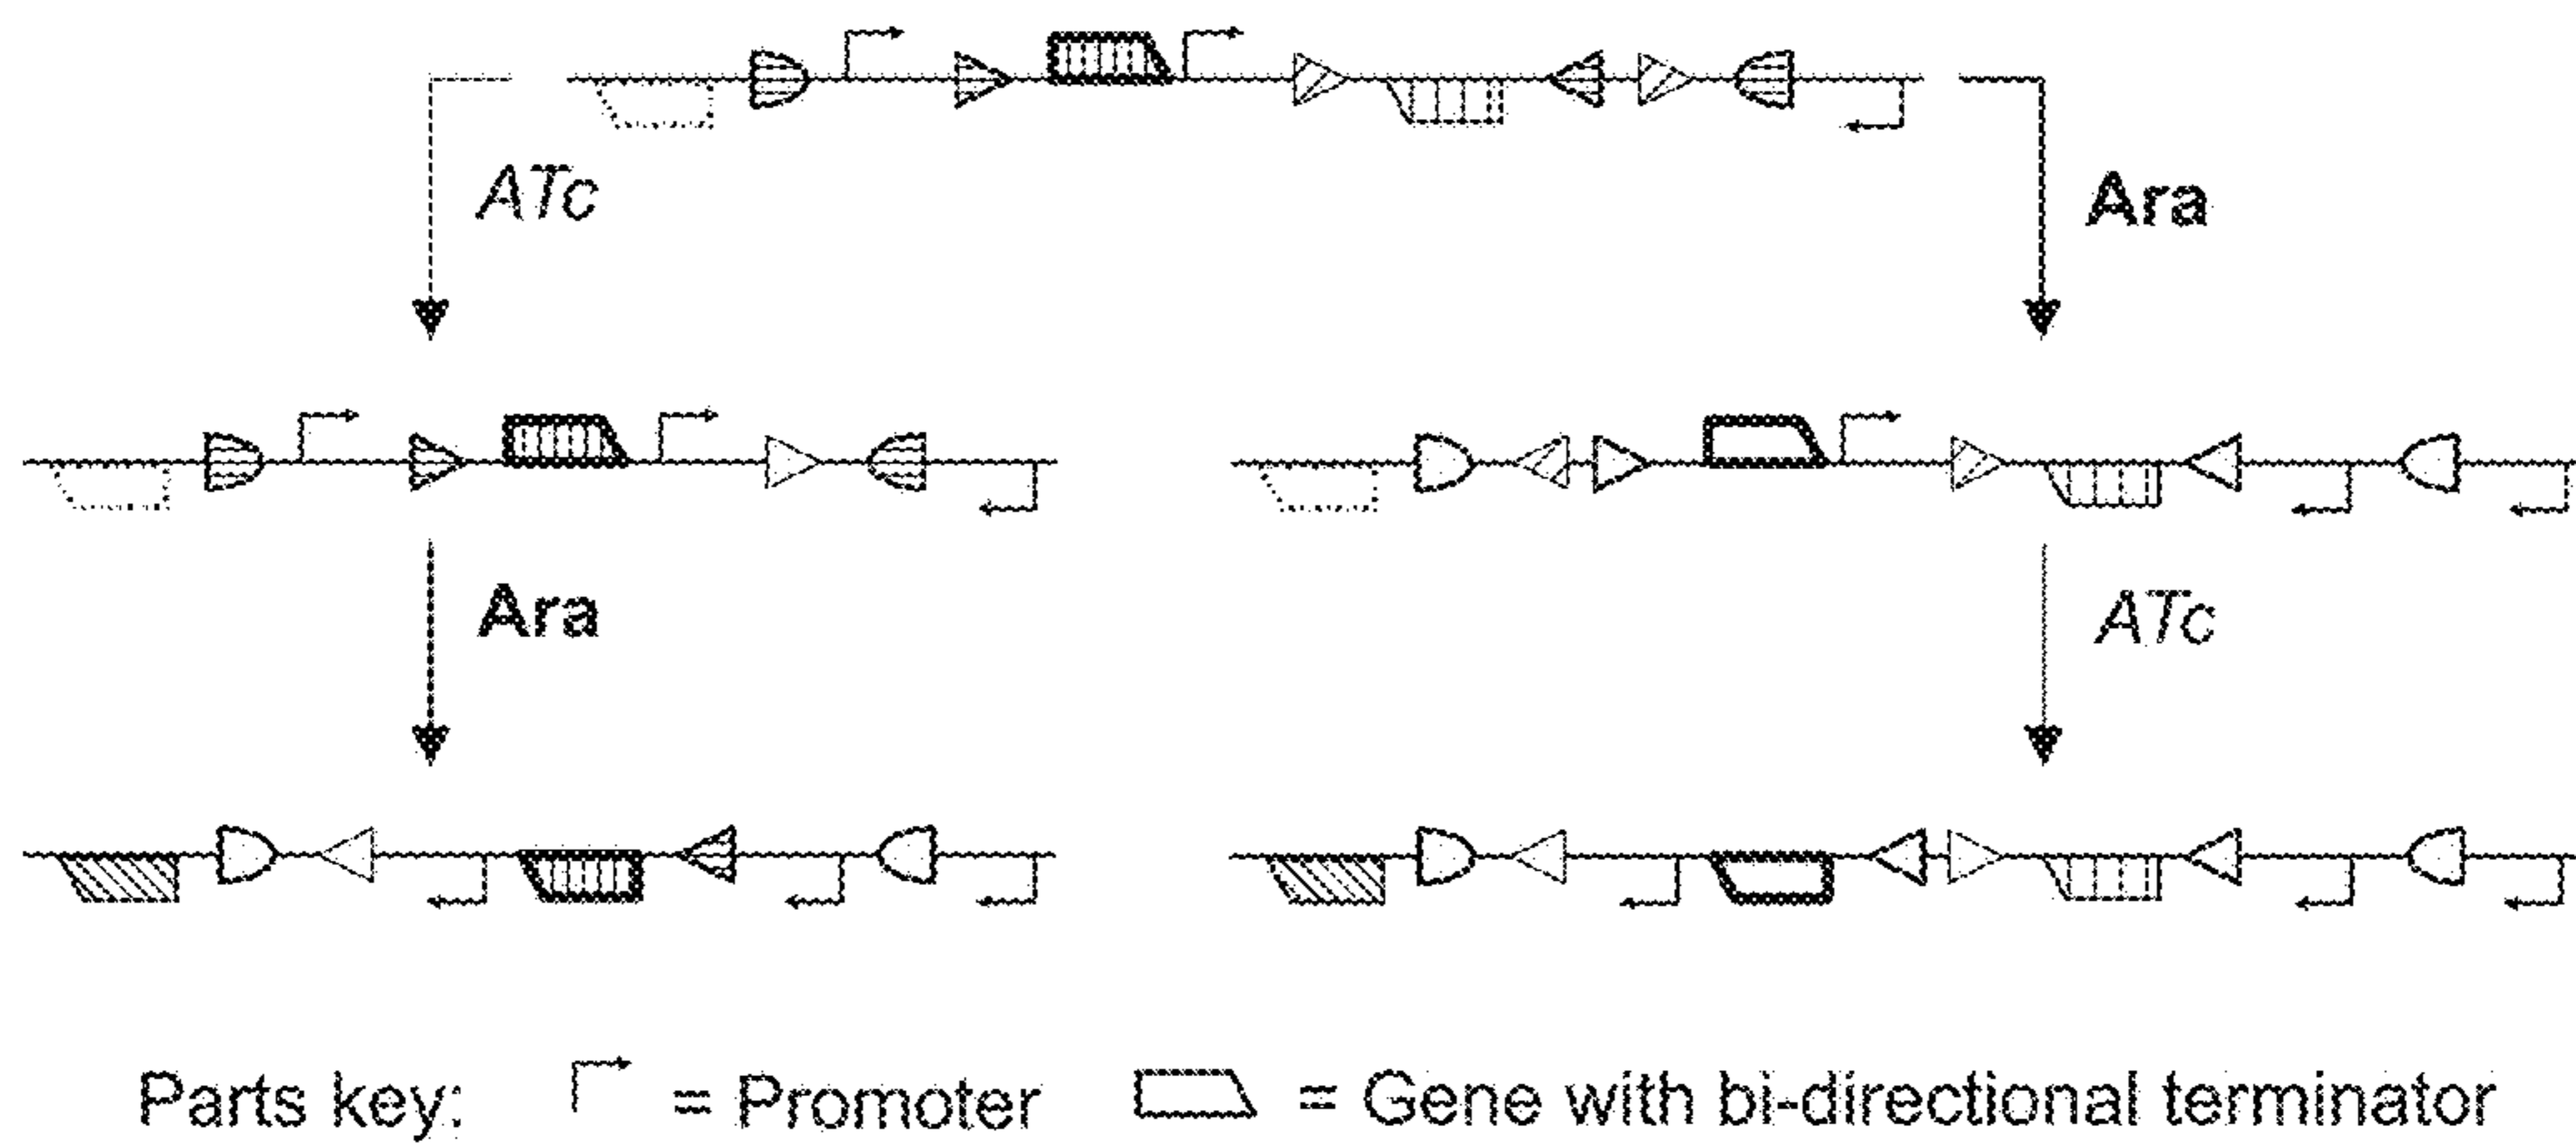 ATc
Ara
Ara
ATc
Parts key: = Promoter = Gene with bi-directional terminator